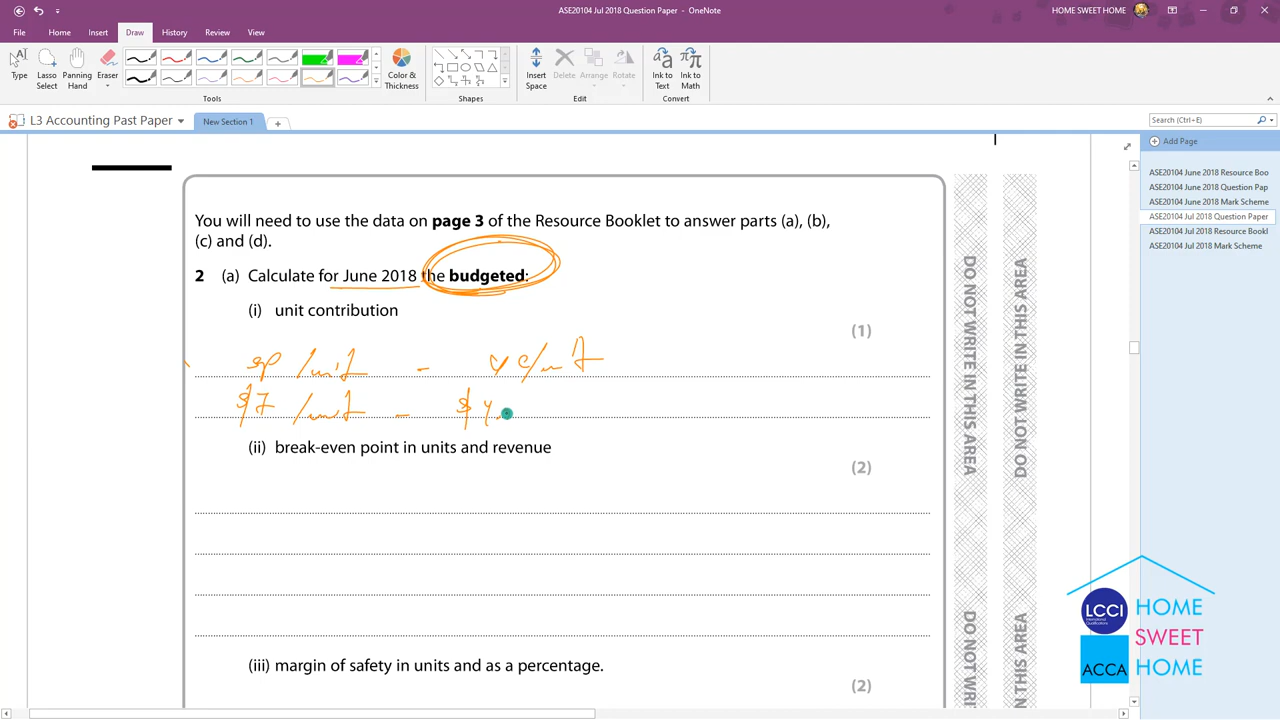 ASE20104 Jul 2018 Question Paper - OneNote
HOME SWEET HOME
File Home Insert Draw History Review View
Type
Lasso Select
Panning Hand
Eraser
Color & Thickness
Insert Space
Delete
Arrange
Rotate
Ink to Text
Ink to Math
Tools
Shapes
Edit
Convert
L3 Accounting Past Paper
New Section 1
Search (Ctrl+E)
Add Page
ASE20104 June 2018 Resource Boo
ASE20104 June 2018 Question Pap
ASE20104 June 2018 Mark Scheme
ASE20104 Jul 2018 Question Paper
ASE20104 Jul 2018 Resource Bookl
ASE20104 Jul 2018 Mark Scheme
You will need to use the data on page 3 of the Resource Booklet to answer parts (a), (b),
(c) and (d).
2 (a) Calculate for June 2018 the budgeted:
(i) unit contribution
(1)
sp /unit - vc/unit
$7 /unit - $4.
(ii) break-even point in units and revenue
(2)
(iii) margin of safety in units and as a percentage.
(2)
DO NOT WRITE IN THIS AREA
DO NOT WRITE IN THIS AREA
DO NOT WRI
N THIS AREA
LCCI
International Qualifications
ACCA
HOME
SWEET
HOME